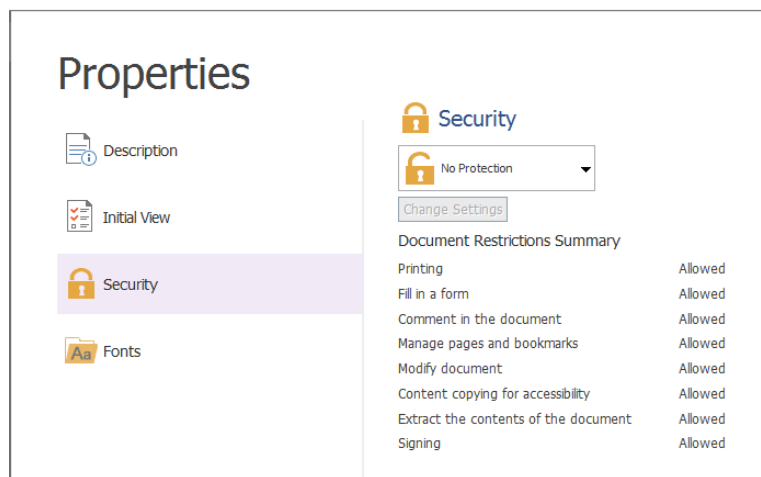 Properties
Description
Initial View
Security
Aa Fonts
Security
No Protection
Change Settings
Document Restrictions Summary
Printing Allowed
Fill in a form Allowed
Comment in the document Allowed
Manage pages and bookmarks Allowed
Modify document Allowed
Content copying for accessibility Allowed
Extract the contents of the document Allowed
Signing Allowed